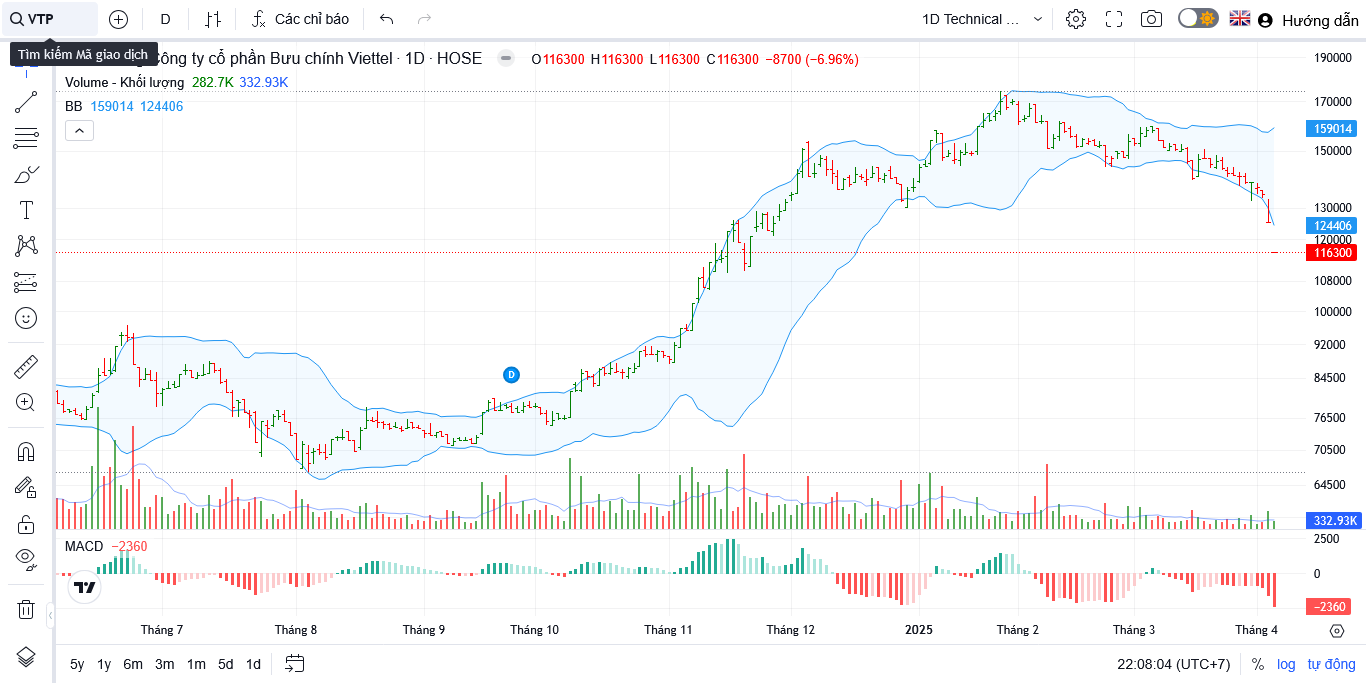 VTP D Các chỉ báo 1D Technical ... Hướng dẫn
Tìm kiếm Mã giao dịch
Công ty cổ phần Bưu chính Viettel · 1D · HOSE O116300 H116300 L116300 C116300 −8700 (−6.96%)
Volume - Khối lượng 282.7K 332.93K
BB 159014 124406
190000
170000
159014
150000
130000
124406
120000
116300
108000
100000
92000
84500
D
76500
70500
64500
332.93K
MACD −2360
2500
0
−2360
Tháng 7 Tháng 8 Tháng 9 Tháng 10 Tháng 11 Tháng 12 2025 Tháng 2 Tháng 3 Tháng 4
5y 1y 6m 3m 1m 5d 1d 22:08:04 (UTC+7) % log tự động